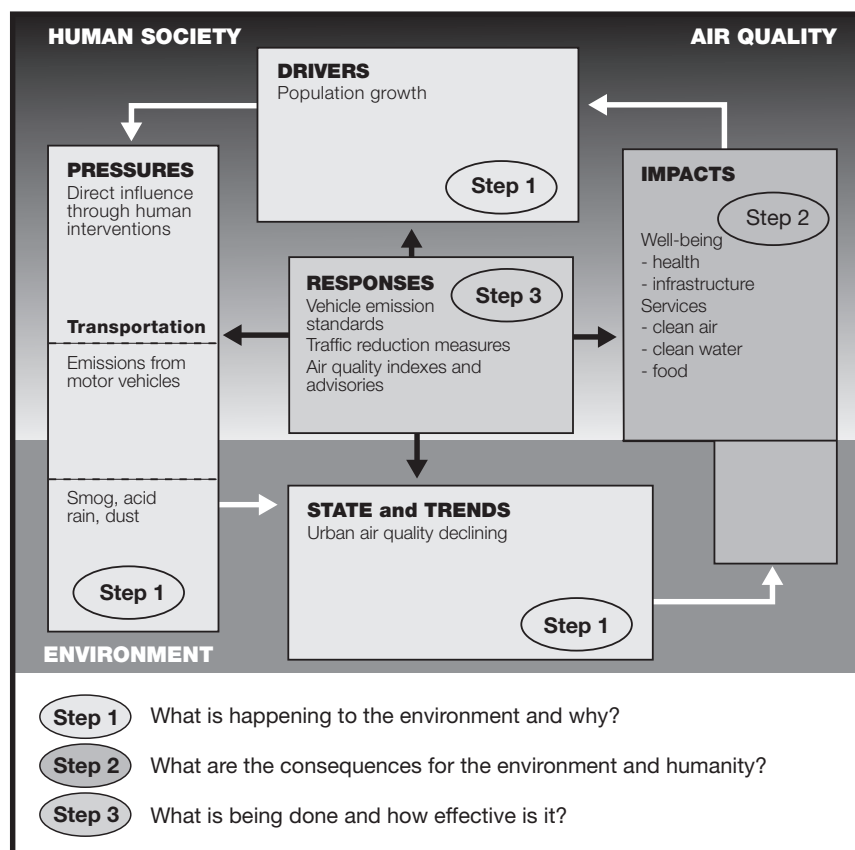 HUMAN SOCIETY
AIR QUALITY
DRIVERS
Population growth
Step 1
PRESSURES
Direct influence
through human
interventions
Transportation
Emissions from
motor vehicles
Smog, acid
rain, dust
Step 1
RESPONSES
Step 3
Vehicle emission
standards
Traffic reduction measures
Air quality indexes and
advisories
IMPACTS
Step 2
Well-being
- health
- infrastructure
Services
- clean air
- clean water
- food
STATE and TRENDS
Urban air quality declining
Step 1
ENVIRONMENT
Step 1 What is happening to the environment and why?
Step 2 What are the consequences for the environment and humanity?
Step 3 What is being done and how effective is it?